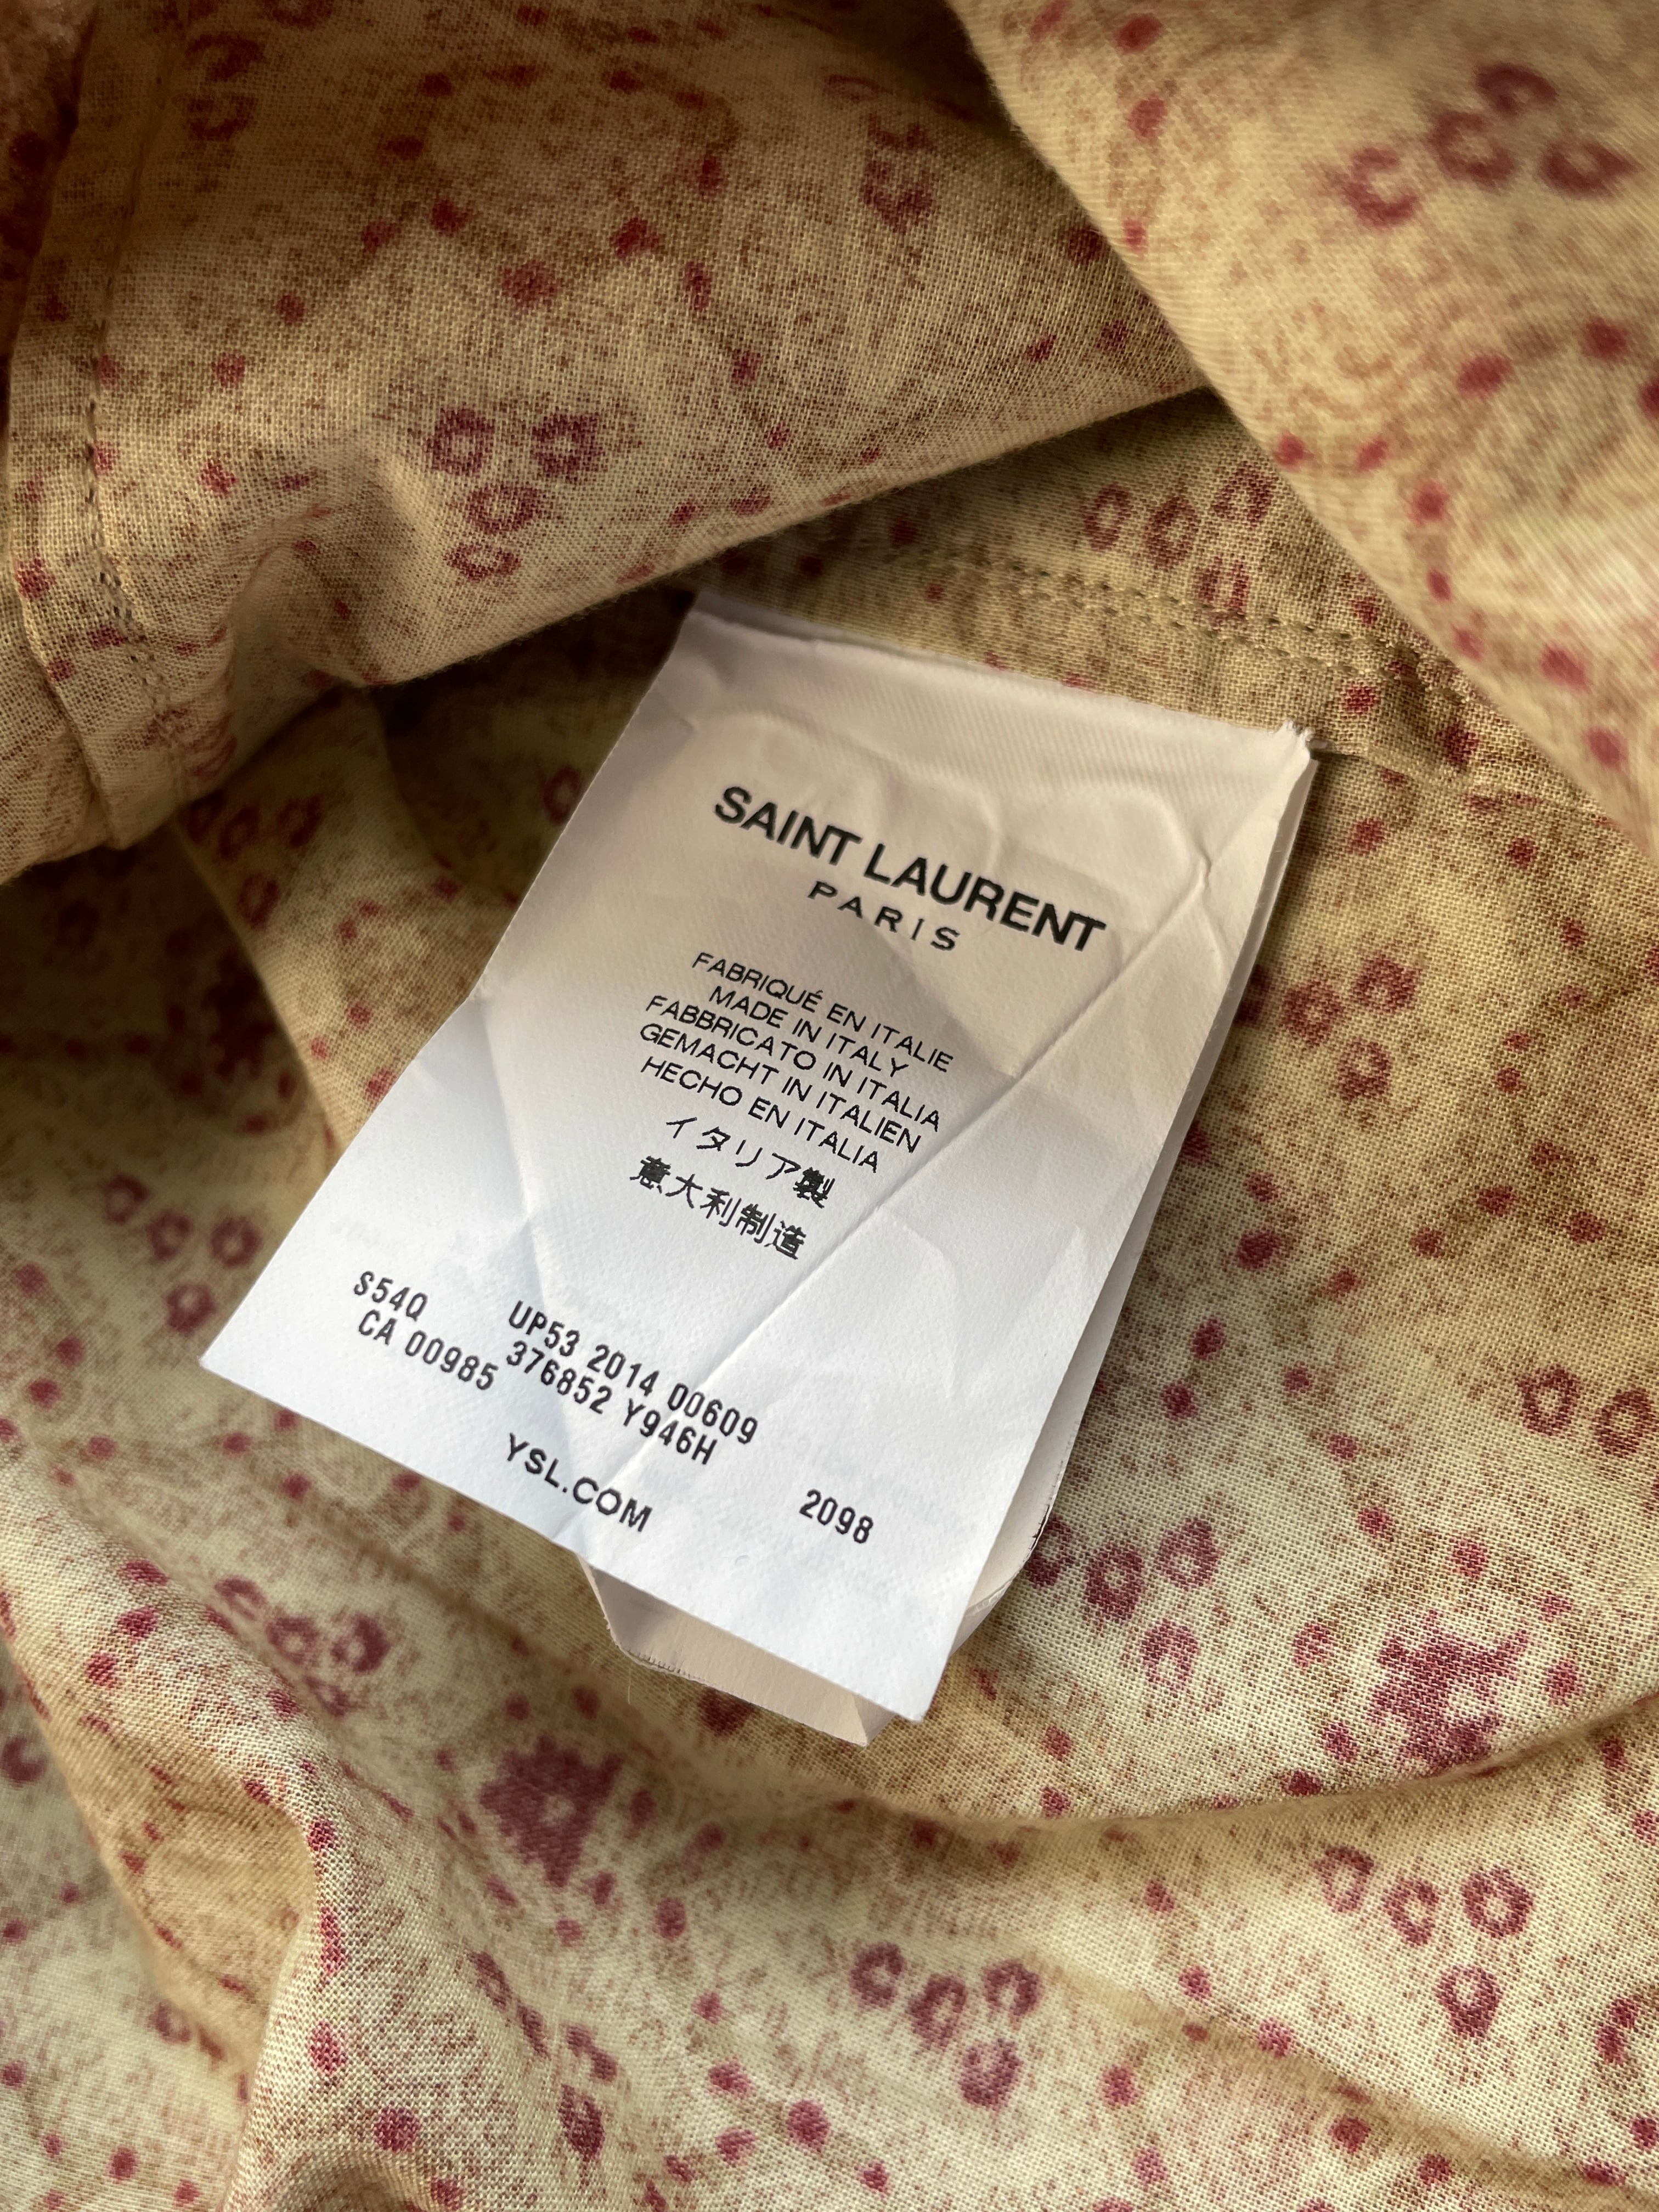 SAINT LAURENT
PARIS
FABRIQUÉ EN ITALIE
MADE IN ITALY
FABBRICATO IN ITALIA
GEMACHT IN ITALIEN
HECHO EN ITALIA
イタリア製
意大利制造
S54Q UP53 2014 00609
CA 00985 376852 Y946H
2098
YSL.COM